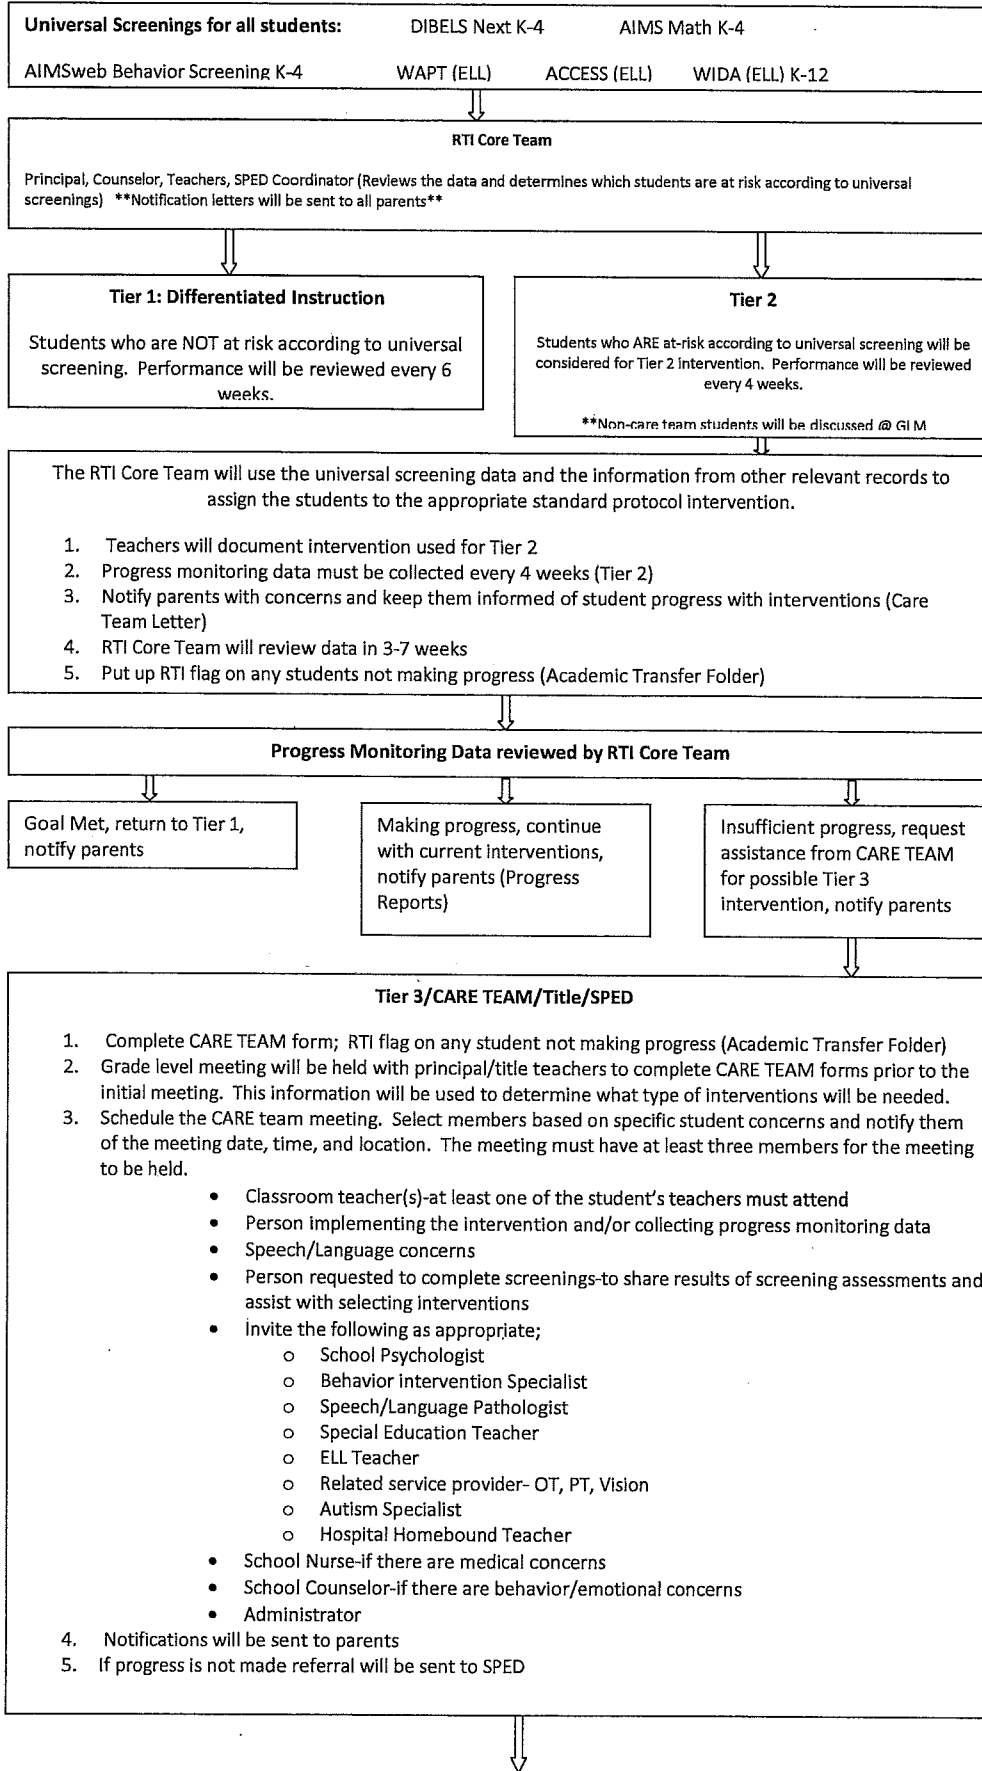 Universal Screenings for all students: DIBELS Next K-4 AIMS Math K-4
AIMSweb Behavior Screening K-4 WAPT (ELL) ACCESS (ELL) WIDA (ELL) K-12
RTI Core Team
Principal, Counselor, Teachers, SPED Coordinator (Reviews the data and determines which students are at risk according to universal
screenings) **Notification letters will be sent to all parents**
Tier 1: Differentiated Instruction
Students who are NOT at risk according to universal
screening. Performance will be reviewed every 6
weeks.
Tier 2
Students who ARE at-risk according to universal screening will be
considered for Tier 2 intervention. Performance will be reviewed
every 4 weeks.
**Non-care team students will be discussed @ GLM
The RTI Core Team will use the universal screening data and the information from other relevant records to
assign the students to the appropriate standard protocol intervention.
1. Teachers will document intervention used for Tier 2
2. Progress monitoring data must be collected every 4 weeks (Tier 2)
3. Notify parents with concerns and keep them informed of student progress with interventions (Care
Team Letter)
4. RTI Core Team will review data in 3-7 weeks
5. Put up RTI flag on any students not making progress (Academic Transfer Folder)
Progress Monitoring Data reviewed by RTI Core Team
Goal Met, return to Tier 1,
notify parents
Making progress, continue
with current interventions,
notify parents (Progress
Reports)
Insufficient progress, request
assistance from CARE TEAM
for possible Tier 3
intervention, notify parents
Tier 3/CARE TEAM/Title/SPED
1. Complete CARE TEAM form; RTI flag on any student not making progress (Academic Transfer Folder)
2. Grade level meeting will be held with principal/title teachers to complete CARE TEAM forms prior to the
initial meeting. This information will be used to determine what type of interventions will be needed.
3. Schedule the CARE team meeting. Select members based on specific student concerns and notify them
of the meeting date, time, and location. The meeting must have at least three members for the meeting
to be held.
• Classroom teacher(s)-at least one of the student's teachers must attend
• Person implementing the intervention and/or collecting progress monitoring data
• Speech/Language concerns
• Person requested to complete screenings-to share results of screening assessments and
assist with selecting interventions
• Invite the following as appropriate;
o School Psychologist
o Behavior intervention Specialist
o Speech/Language Pathologist
o Special Education Teacher
o ELL Teacher
o Related service provider- OT, PT, Vision
o Autism Specialist
o Hospital Homebound Teacher
• School Nurse-if there are medical concerns
• School Counselor-if there are behavior/emotional concerns
• Administrator
4. Notifications will be sent to parents
5. If progress is not made referral will be sent to SPED